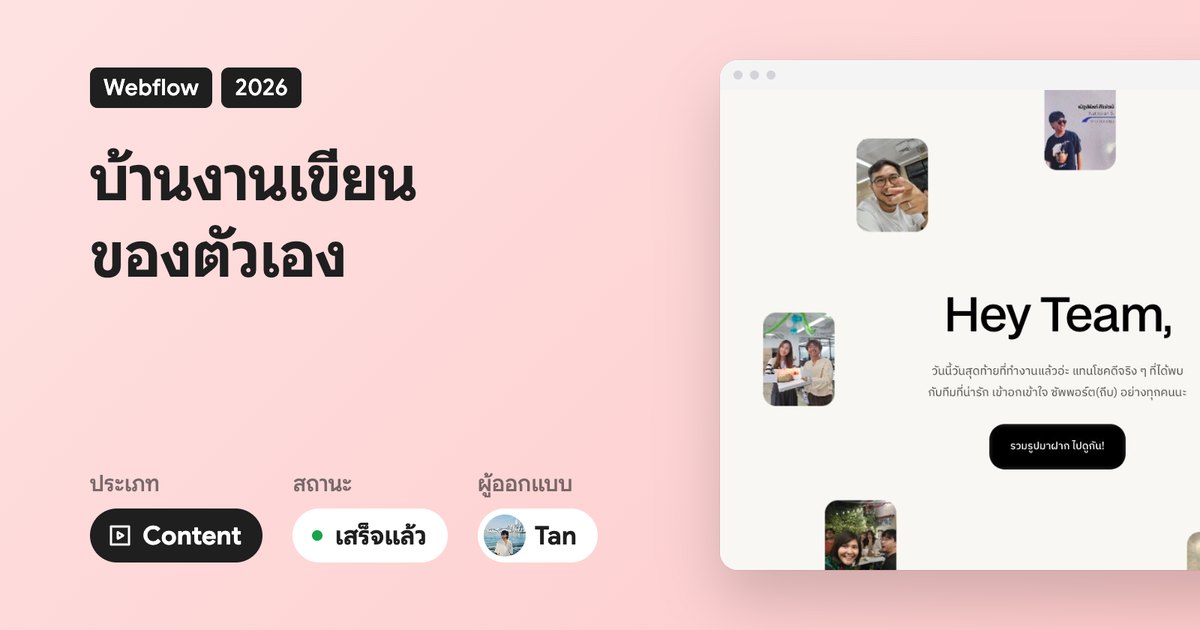 Webflow
2026
บ้านงานเขียน
ของตัวเอง
ประเภท
Content
สถานะ
เสร็จแล้ว
ผู้ออกแบบ
Tan
Hey Team,
วันนี้วันสุดท้ายที่ทำงานแล้วอ่ะ แทนโชคดีจริง ๆ ที่ได้พบ
กับทีมที่น่ารัก เข้าอกเข้าใจ ซัพพอร์ต(ถีบ) อย่างทุกคนนะ
รวมรูปมาฝาก ไปดูกัน!